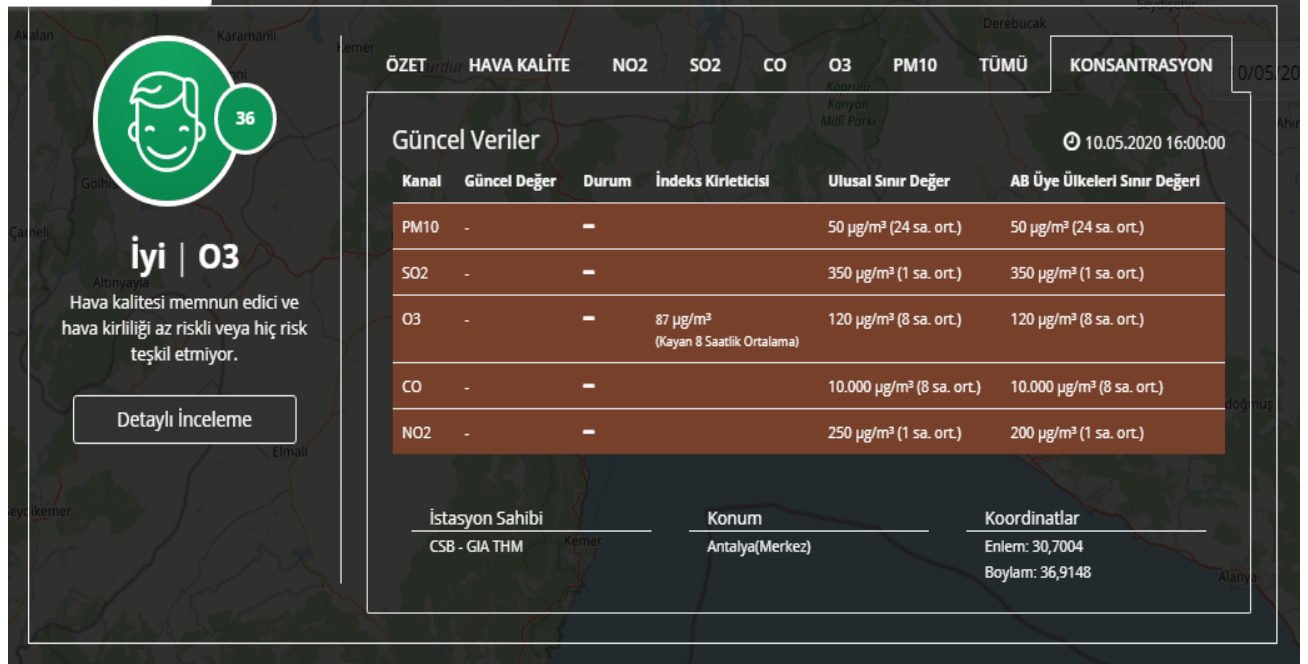 36
İyi | O3
Hava kalitesi memnun edici ve
hava kirliliği az riskli veya hiç risk
teşkil etmiyor.
Detaylı İnceleme
ÖZET HAVA KALİTE NO2 SO2 CO O3 PM10 TÜMÜ KONSANTRASYON
Güncel Veriler
10.05.2020 16:00:00
Kanal Güncel Değer Durum İndeks Kirleticisi Ulusal Sınır Değer AB Üye Ülkeleri Sınır Değeri
PM10 - - 50 µg/m³ (24 sa. ort.) 50 µg/m³ (24 sa. ort.)
SO2 - - 350 µg/m³ (1 sa. ort.) 350 µg/m³ (1 sa. ort.)
O3 - - 87 µg/m³ 120 µg/m³ (8 sa. ort.) 120 µg/m³ (8 sa. ort.)
(Kayan 8 Saatlik Ortalama)
CO - - 10.000 µg/m³ (8 sa. ort.) 10.000 µg/m³ (8 sa. ort.)
NO2 - - 250 µg/m³ (1 sa. ort.) 200 µg/m³ (1 sa. ort.)
İstasyon Sahibi Konum Koordinatlar
CSB - GIA THM Antalya(Merkez) Enlem: 30,7004
Boylam: 36,9148
Akalan
Karamanlı
Kemer
Derebucak
Seydişehir
Köprülü
Kanyon
Milli Parkı
Altınyayla
Elmalı
Kemer
Alanya